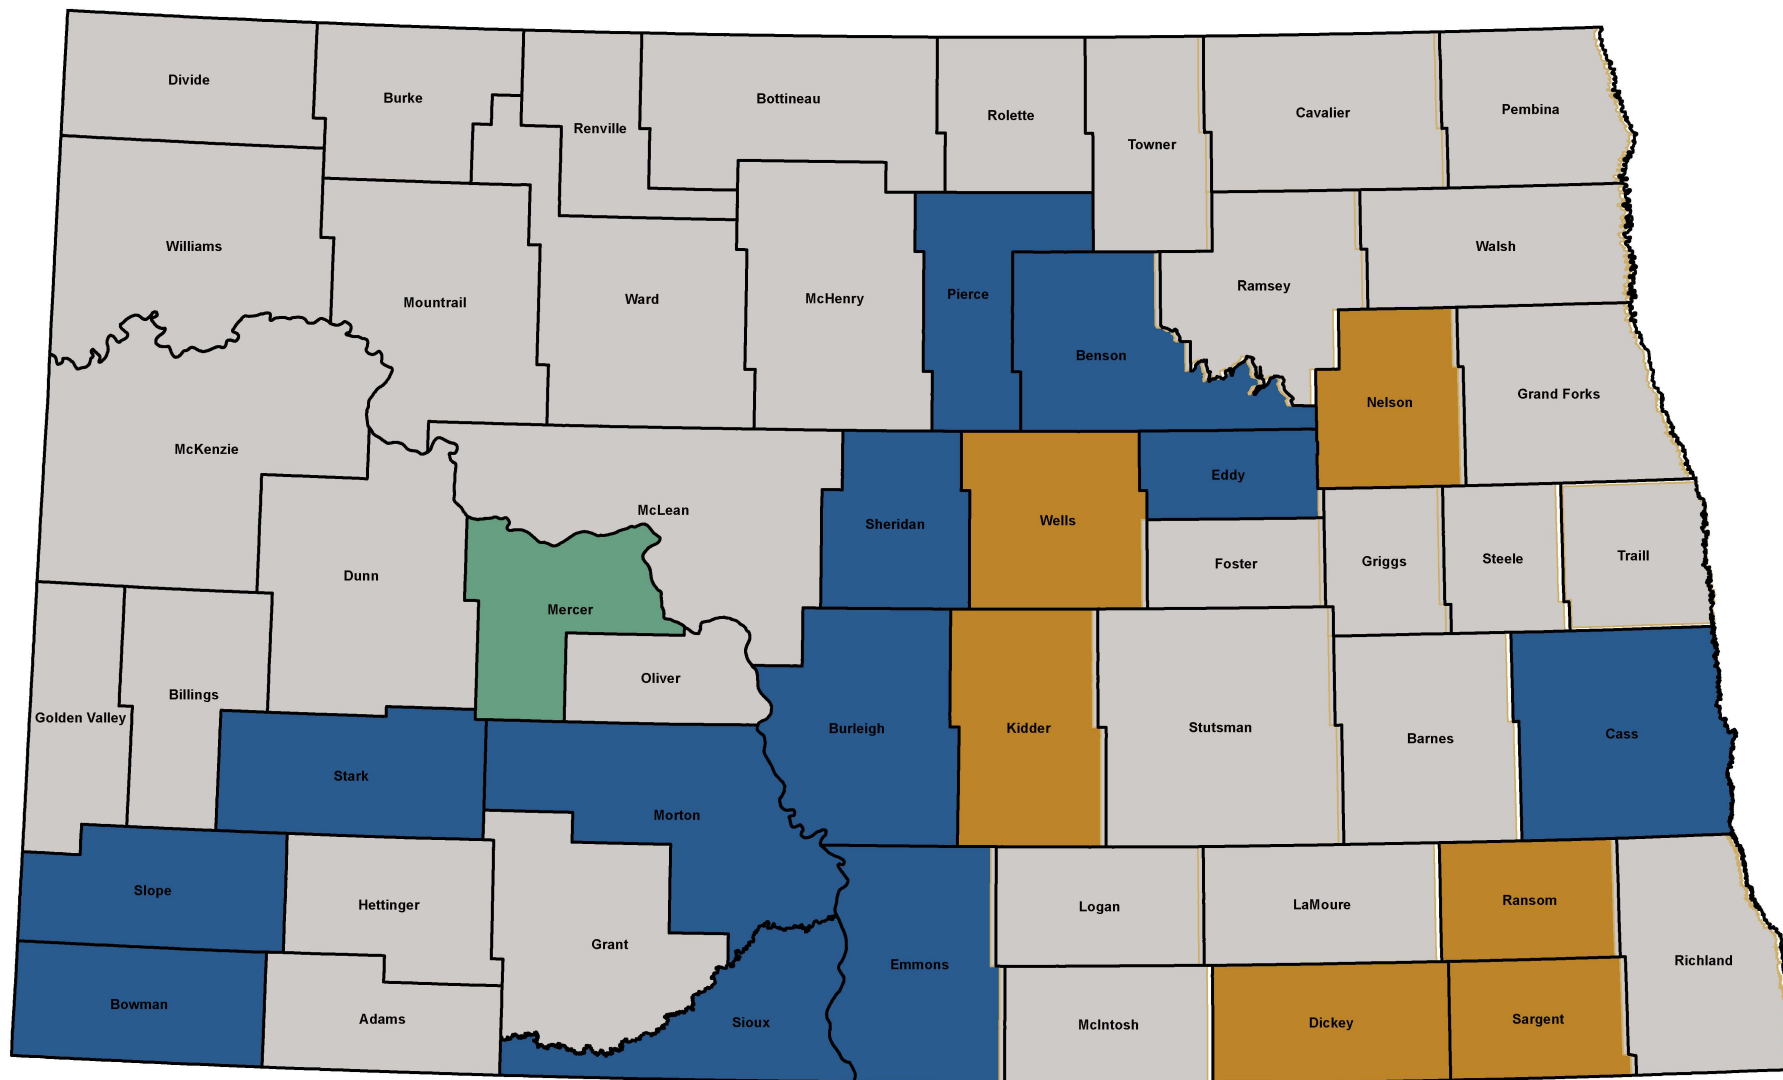 Divide
Burke
Renville
Bottineau
Rolette
Towner
Cavalier
Pembina
Williams
Mountrail
Ward
McHenry
Pierce
Benson
Ramsey
Walsh
Nelson
Grand Forks
McKenzie
Dunn
McLean
Mercer
Oliver
Sheridan
Wells
Eddy
Foster
Griggs
Steele
Traill
Golden Valley
Billings
Stark
Morton
Burleigh
Kidder
Stutsman
Barnes
Cass
Slope
Hettinger
Grant
Bowman
Adams
Sioux
Emmons
Logan
LaMoure
Ransom
Richland
McIntosh
Dickey
Sargent